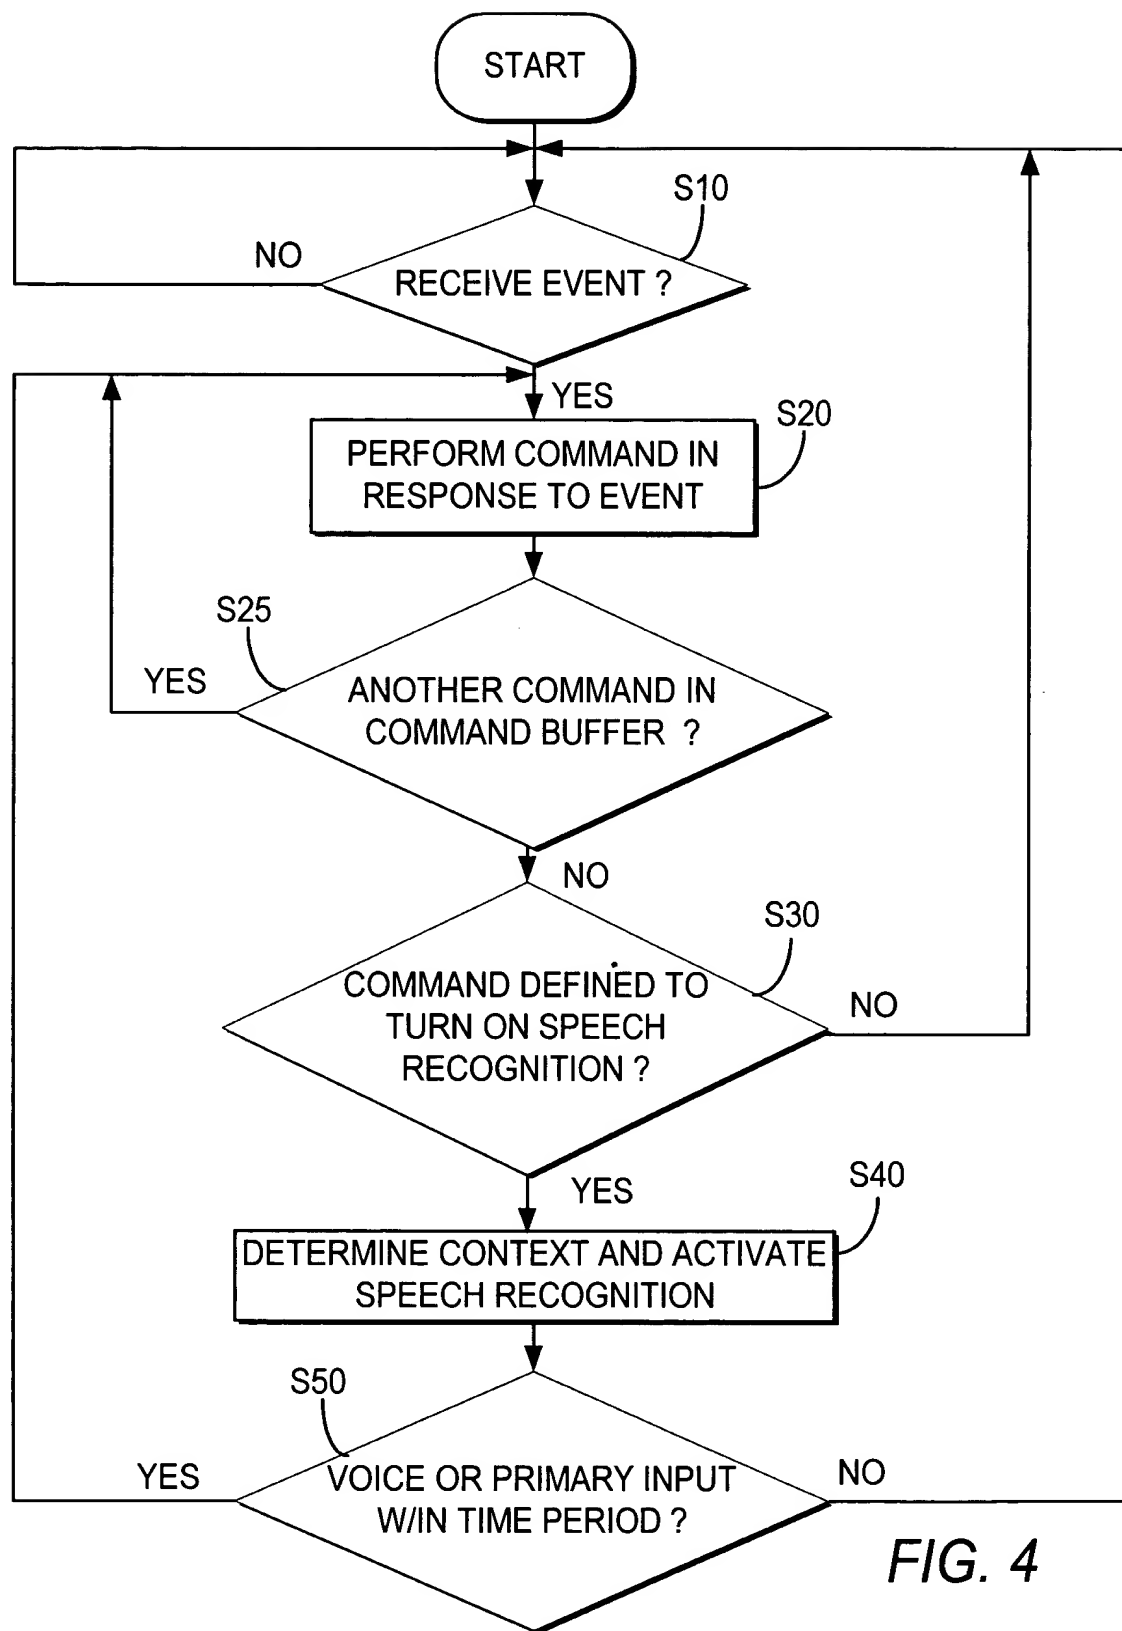 START
S10
NO
RECEIVE EVENT ?
YES
S20
PERFORM COMMAND IN
RESPONSE TO EVENT
S25
YES
ANOTHER COMMAND IN
COMMAND BUFFER ?
NO
S30
COMMAND DEFINED TO
TURN ON SPEECH
RECOGNITION ?
NO
YES
S40
DETERMINE CONTEXT AND ACTIVATE
SPEECH RECOGNITION
S50
YES
VOICE OR PRIMARY INPUT
W/IN TIME PERIOD ?
NO
FIG. 4